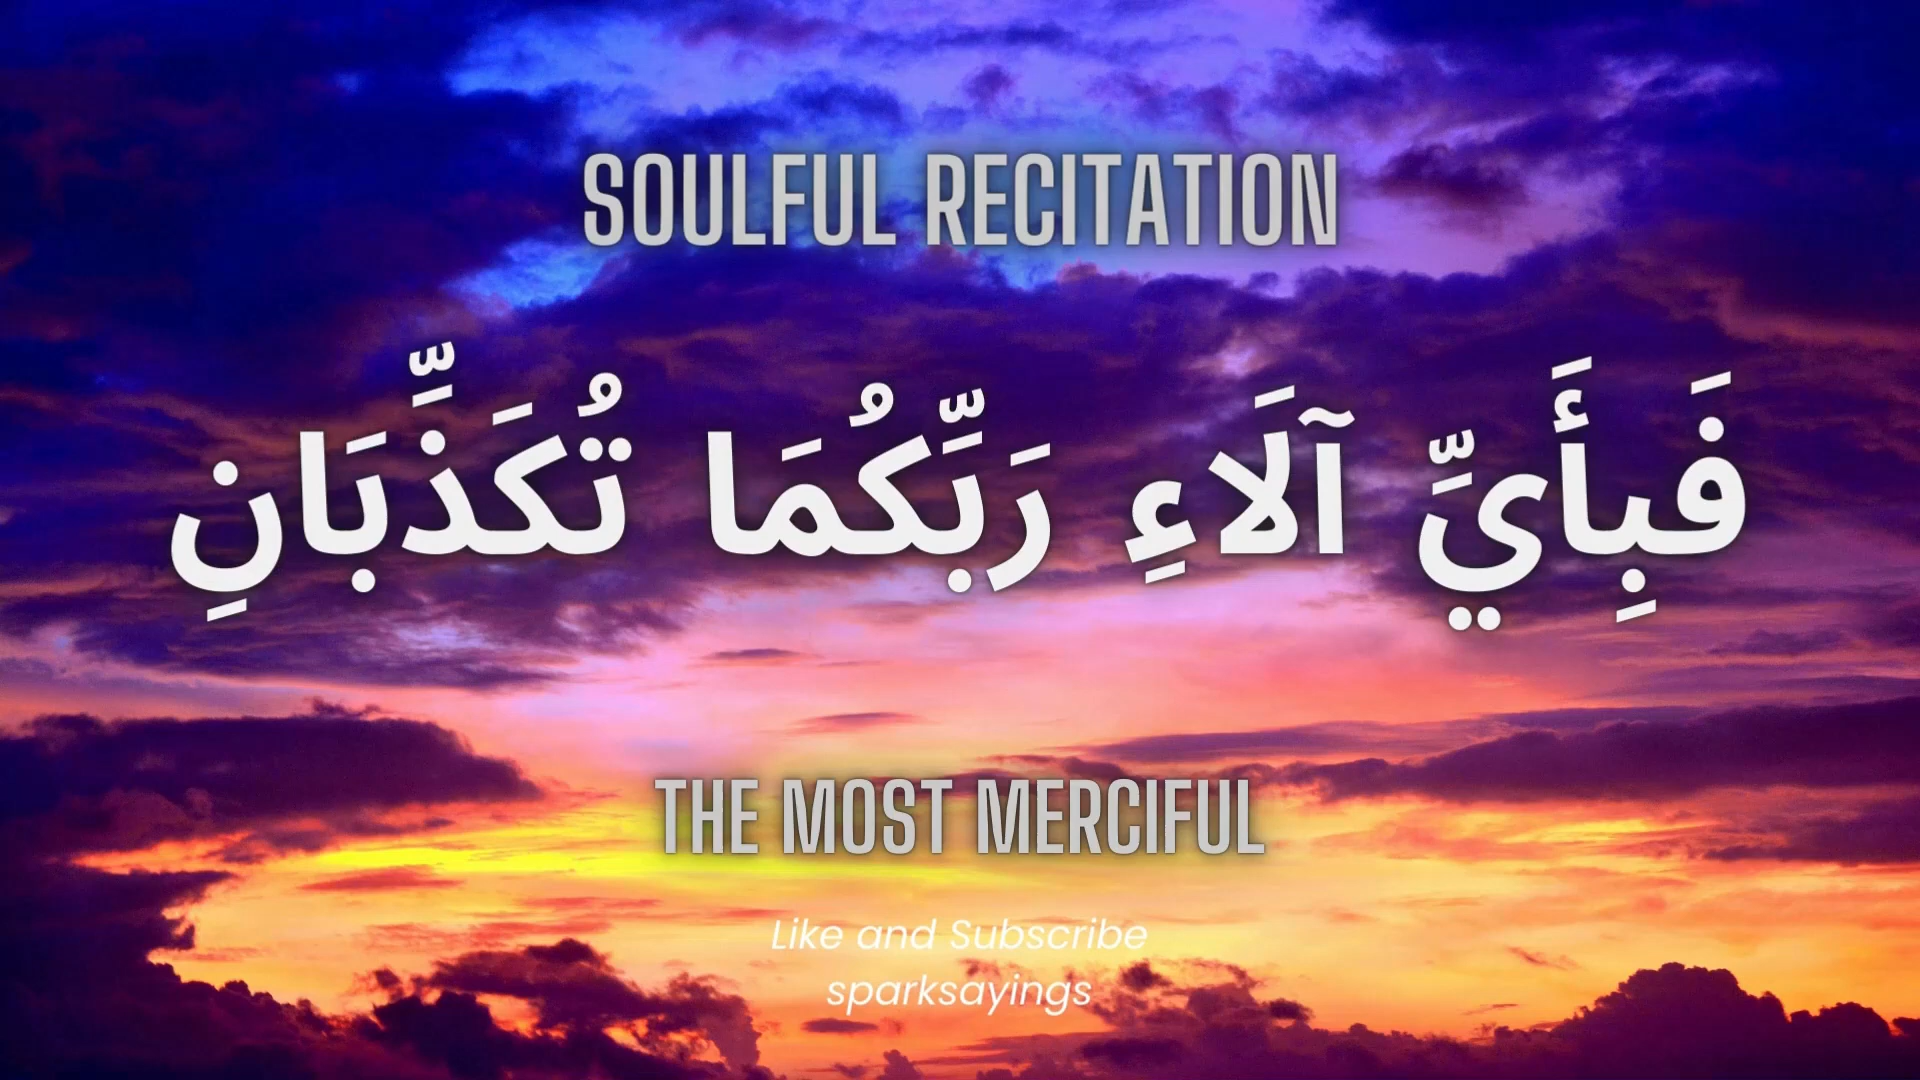 SOULFUL RECITATION
فَبِأَيِّ آلَاءِ رَبِّكُمَا تُكَذِّبَانِ
THE MOST MERCIFUL
Like and Subscribe
sparksayings